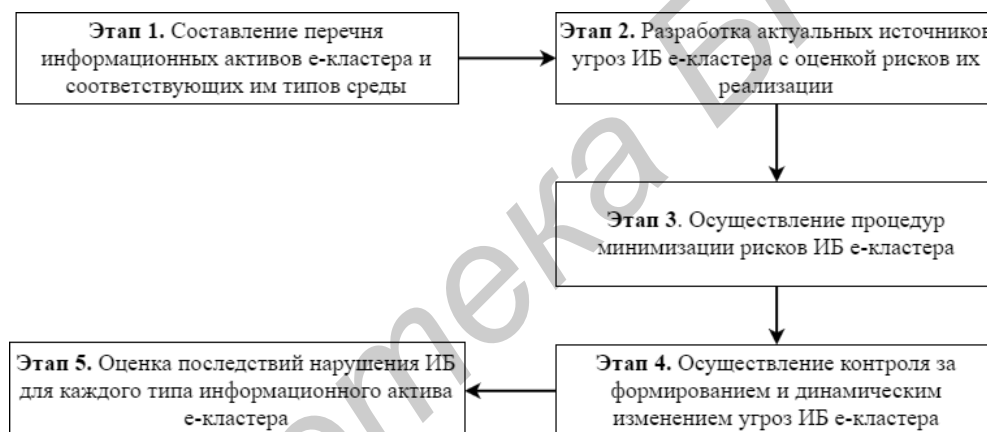 Этап 1. Составление перечня
информационных активов е-кластера и
соответствующих им типов среды
Этап 2. Разработка актуальных источников
угроз ИБ е-кластера с оценкой рисков их
реализации
Этап 3. Осуществление процедур
минимизации рисков ИБ е-кластера
Этап 4. Осуществление контроля за
формированием и динамическим
изменением угроз ИБ е-кластера
Этап 5. Оценка последствий нарушения ИБ
для каждого типа информационного актива
е-кластера